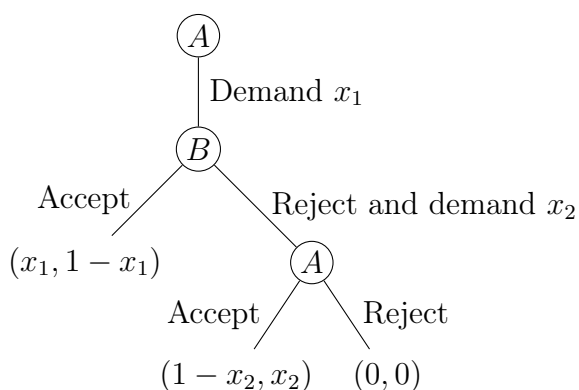 A
Demand x₁
B
Accept
Reject and demand x₂
(x₁, 1 − x₁)
A
Accept
Reject
(1 − x₂, x₂)
(0, 0)